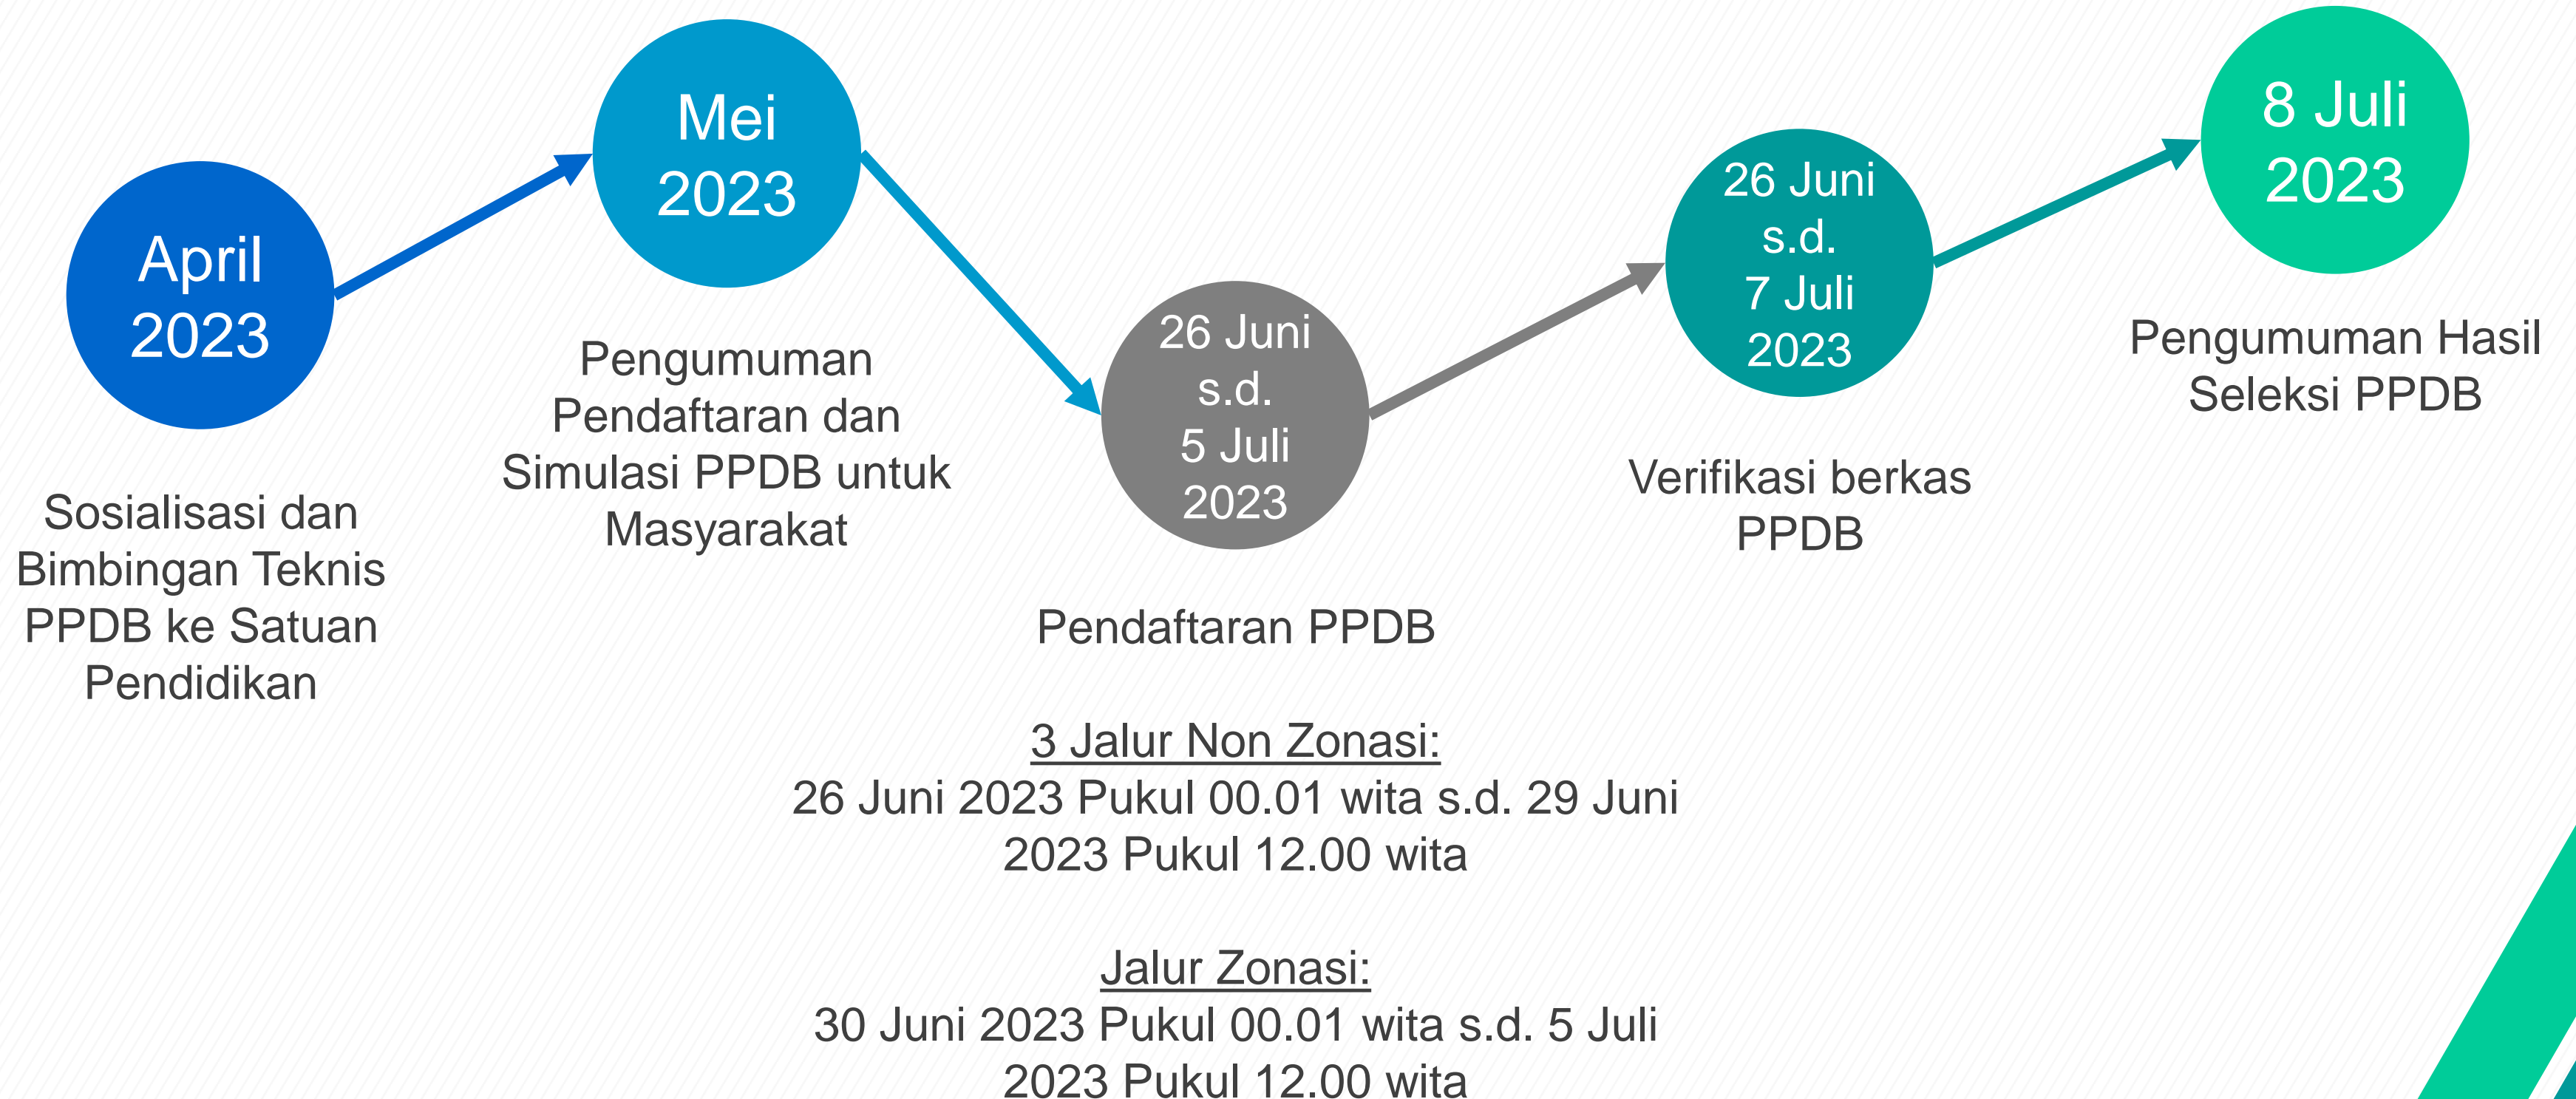 April
2023
Sosialisasi dan
Bimbingan Teknis
PPDB ke Satuan
Pendidikan
Mei
2023
Pengumuman
Pendaftaran dan
Simulasi PPDB untuk
Masyarakat
26 Juni
s.d.
5 Juli
2023
Pendaftaran PPDB
3 Jalur Non Zonasi:
26 Juni 2023 Pukul 00.01 wita s.d. 29 Juni
2023 Pukul 12.00 wita
Jalur Zonasi:
30 Juni 2023 Pukul 00.01 wita s.d. 5 Juli
2023 Pukul 12.00 wita
26 Juni
s.d.
7 Juli
2023
Verifikasi berkas
PPDB
8 Juli
2023
Pengumuman Hasil
Seleksi PPDB